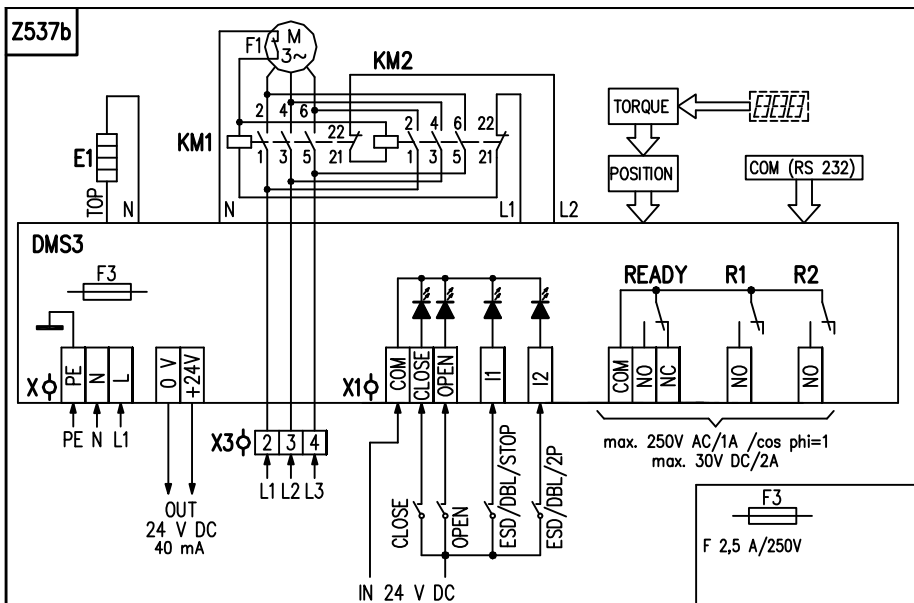 Z537b
F1
M
3~
KM2
2 4 6
22
2 4 6
22
KM1
1 3 5
21
1 3 5
21
E1
TOP
N
N
L1
L2
TORQUE
POSITION
COM (RS 232)
DMS3
F3
READY R1 R2
X
PE
N
L
0 V
+24V
X1
COM
CLOSE
OPEN
I1
I2
COM
NO
NC
NO
NO
PE N L1
X3
2 3 4
L1 L2 L3
OUT
24 V DC
40 mA
CLOSE
OPEN
ESD/DBL/STOP
ESD/DBL/2P
IN 24 V DC
max. 250V AC/1A /cos phi=1
max. 30V DC/2A
F3
F 2,5 A/250V